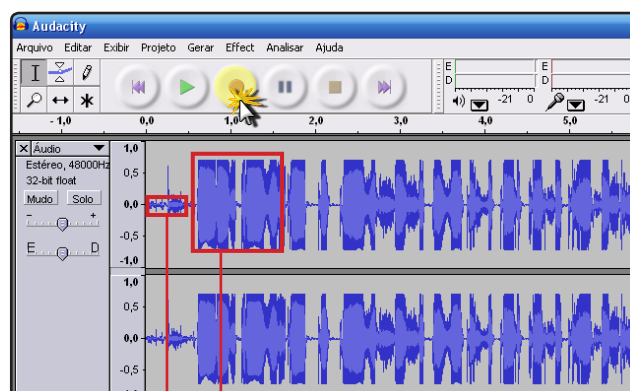 Audacity
Arquivo Editar Exibir Projeto Gerar Effect Analisar Ajuda
E E
D D
-21 0 -21 0
- 1,0 0,0 1,0 2,0 3,0 4,0 5,0
X Áudio 1,0
Estéreo, 48000Hz
32-bit float 0,5
Mudo Solo 0,0
- +
E D -0,5
-1,0
1,0
0,5
0,0
-0,5